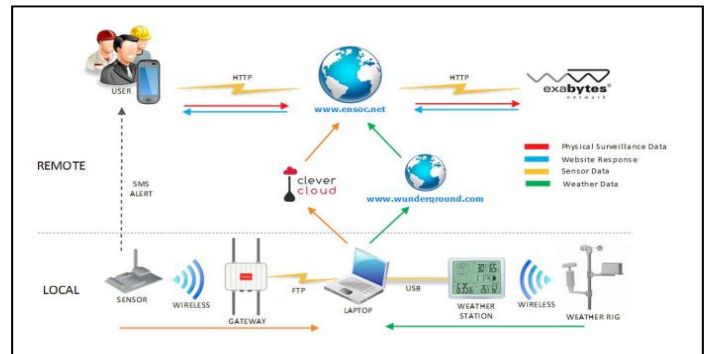 USER
HTTP
HTTP
www.ensoc.net
exabytes®
network
REMOTE
SMS
ALERT
clever
cloud
www.wunderground.com
Physical Surveillance Data
Website Response
Sensor Data
Weather Data
LOCAL
SENSOR
WIRELESS
GATEWAY
FTP
LAPTOP
USB
WEATHER
STATION
WIRELESS
WEATHER RIG